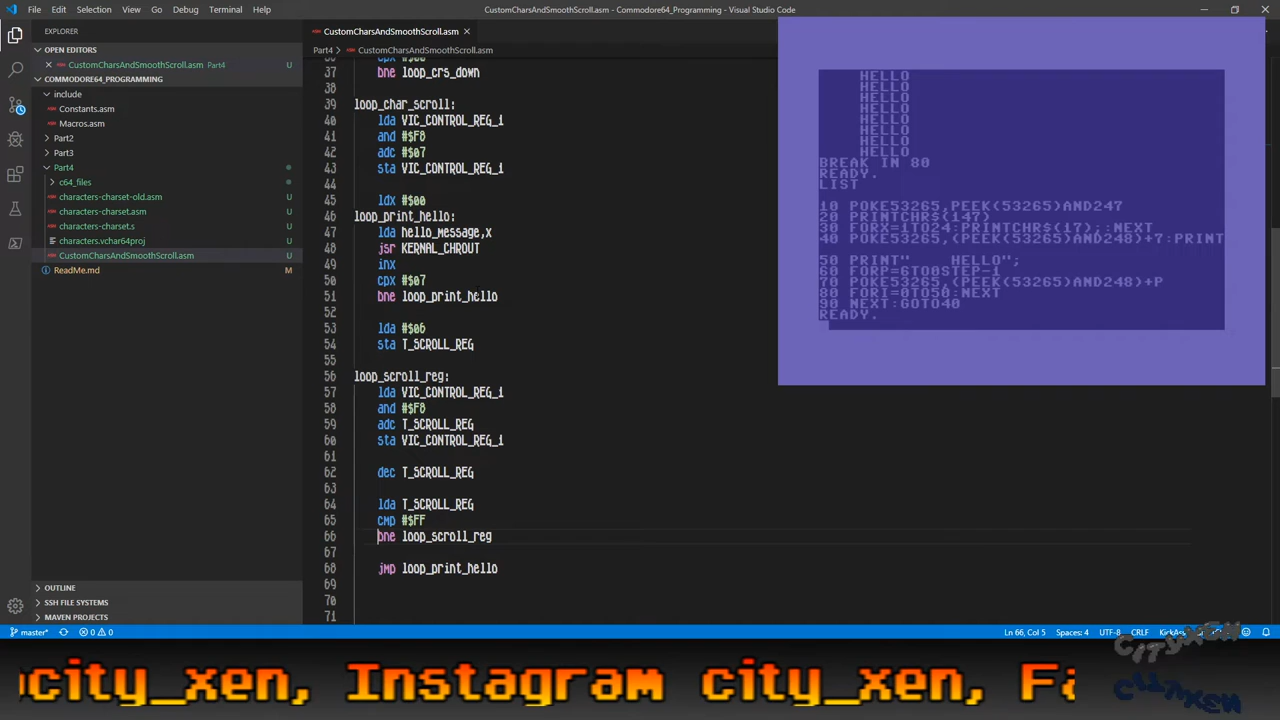 File Edit Selection View Go Debug Terminal Help
CustomCharsAndSmoothScroll.asm - Commodore64_Programming - Visual Studio Code
EXPLORER
OPEN EDITORS
CustomCharsAndSmoothScroll.asm Part4 U
COMMODORE64_PROGRAMMING
include
Constants.asm
Macros.asm
Part2
Part3
Part4
c64_files U
characters-charset-old.asm U
characters-charset.asm U
characters-charset.s U
characters.vchar64proj U
CustomCharsAndSmoothScroll.asm U
ReadMe.md M
OUTLINE
SSH FILE SYSTEMS
MAVEN PROJECTS
CustomCharsAndSmoothScroll.asm
Part4 > CustomCharsAndSmoothScroll.asm
36 cpx #$00
37 bne loop_crs_down
38
39 loop_char_scroll:
40 lda VIC_CONTROL_REG_1
41 and #$F8
42 adc #$07
43 sta VIC_CONTROL_REG_1
44
45 ldx #$00
46 loop_print_hello:
47 lda hello_message,x
48 jsr KERNAL_CHROUT
49 inx
50 cpx #$07
51 bne loop_print_hello
52
53 lda #$06
54 sta T_SCROLL_REG
55
56 loop_scroll_reg:
57 lda VIC_CONTROL_REG_1
58 and #$F8
59 adc T_SCROLL_REG
60 sta VIC_CONTROL_REG_1
61
62 dec T_SCROLL_REG
63
64 lda T_SCROLL_REG
65 cmp #$FF
66 bne loop_scroll_reg
67
68 jmp loop_print_hello
69
70
71
HELLO
HELLO
HELLO
HELLO
HELLO
HELLO
HELLO
HELLO
BREAK IN 80
READY.
LIST
10 POKE53265,PEEK(53265)AND247
20 PRINTCHR$(147)
30 FORX=1TO24:PRINTCHR$(17);:NEXT
40 POKE53265,(PEEK(53265)AND248)+7:PRINT
50 PRINT"    HELLO";
60 FORP=6TO0STEP-1
70 POKE53265,(PEEK(53265)AND248)+P
80 FORI=0TO50:NEXT
90 NEXT:GOTO40
READY.
master* 0 0
Ln 66, Col 5 Spaces: 4 UTF-8 CRLF
city_xen, Instagram city_xen, Fa
CITYXEN